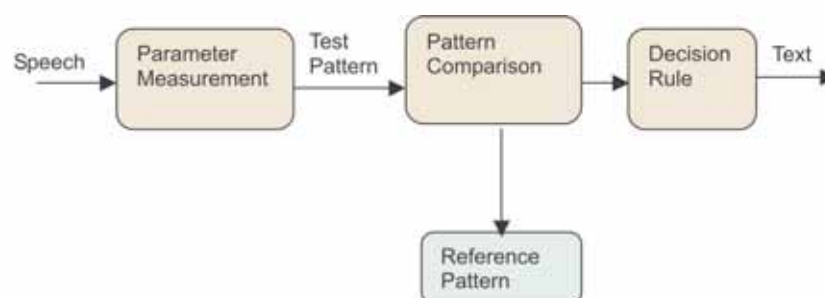 Speech
Parameter
Measurement
Test
Pattern
Pattern
Comparison
Decision
Rule
Text
Reference
Pattern